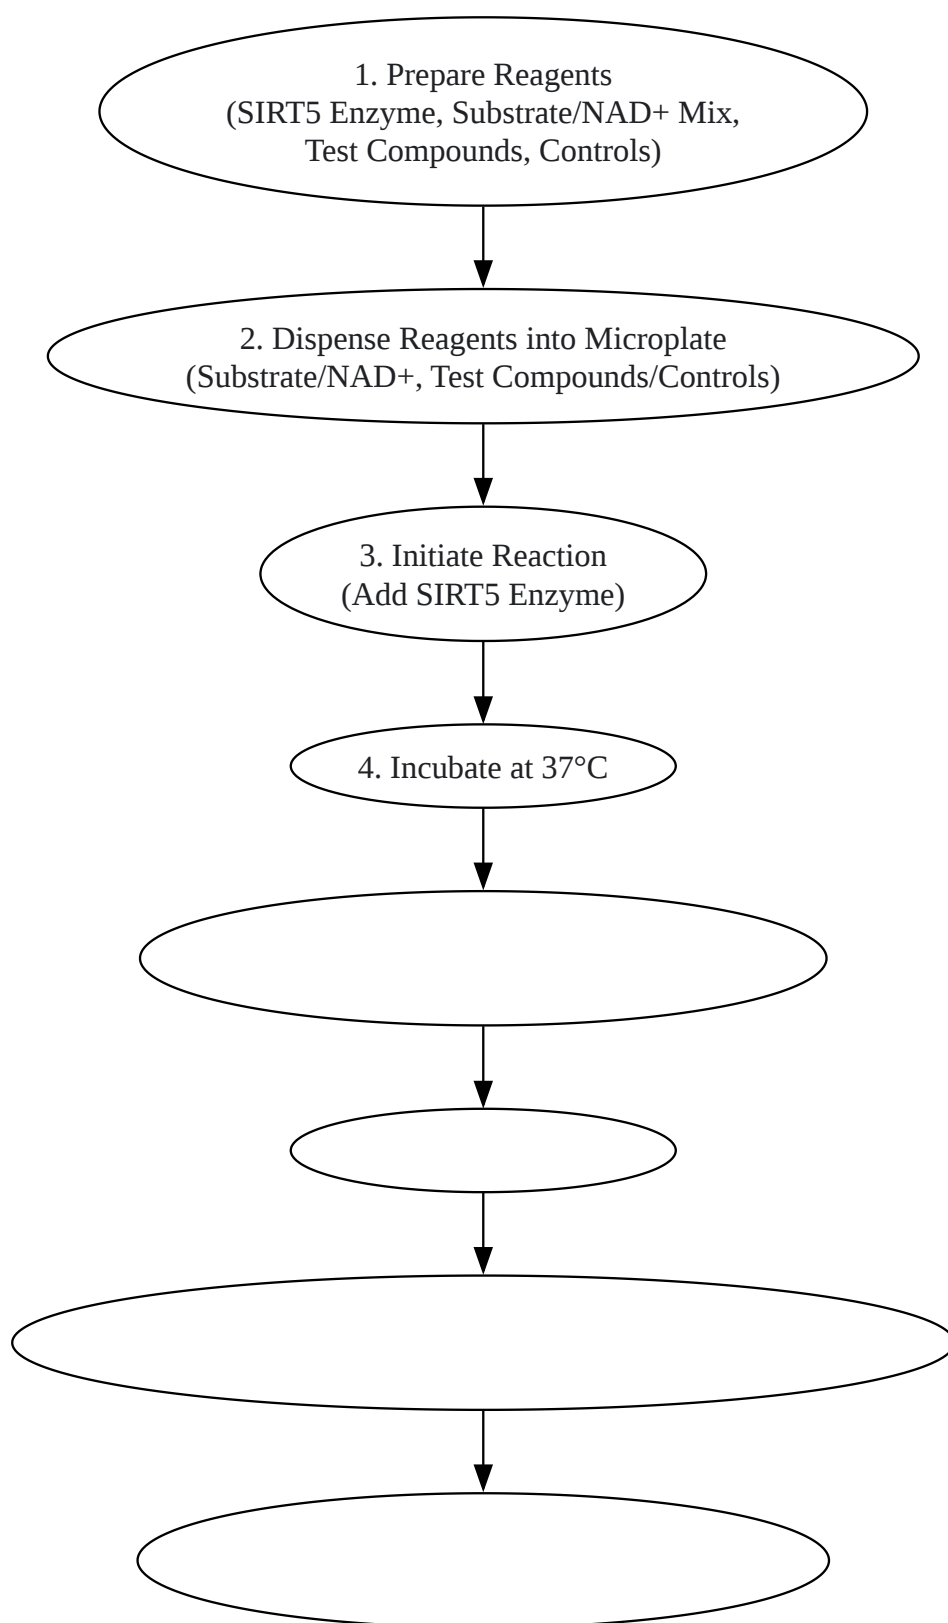 1. Prepare Reagents
(SIRT5 Enzyme, Substrate/NAD+ Mix,
Test Compounds, Controls)
2. Dispense Reagents into Microplate
(Substrate/NAD+, Test Compounds/Controls)
3. Initiate Reaction
(Add SIRT5 Enzyme)
4. Incubate at 37°C